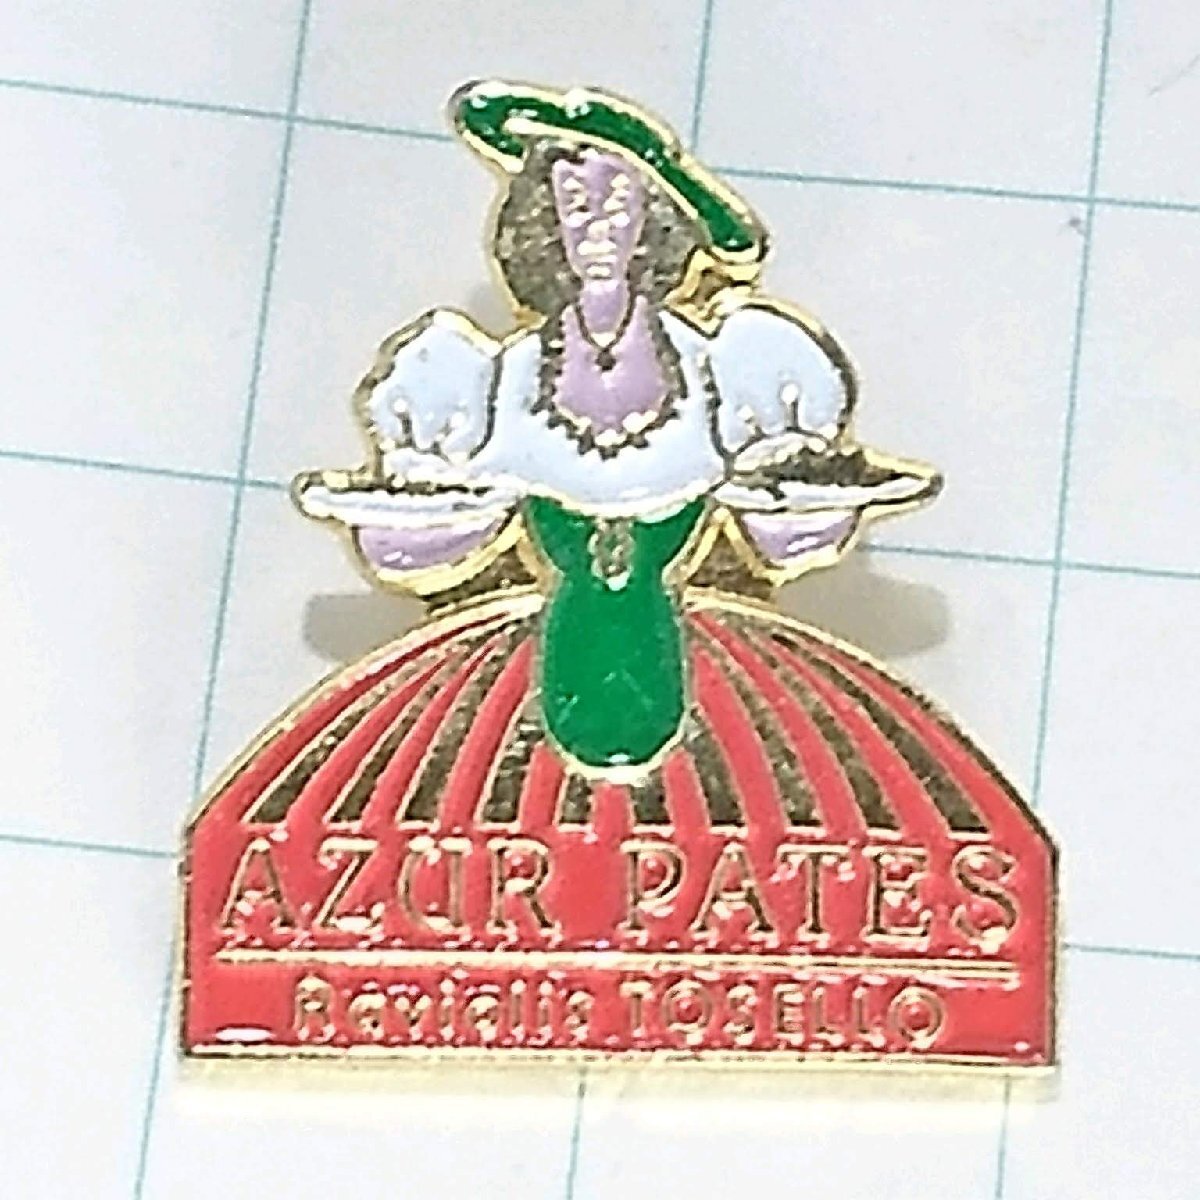 AZUR PATES
Raviolis TOSELLO